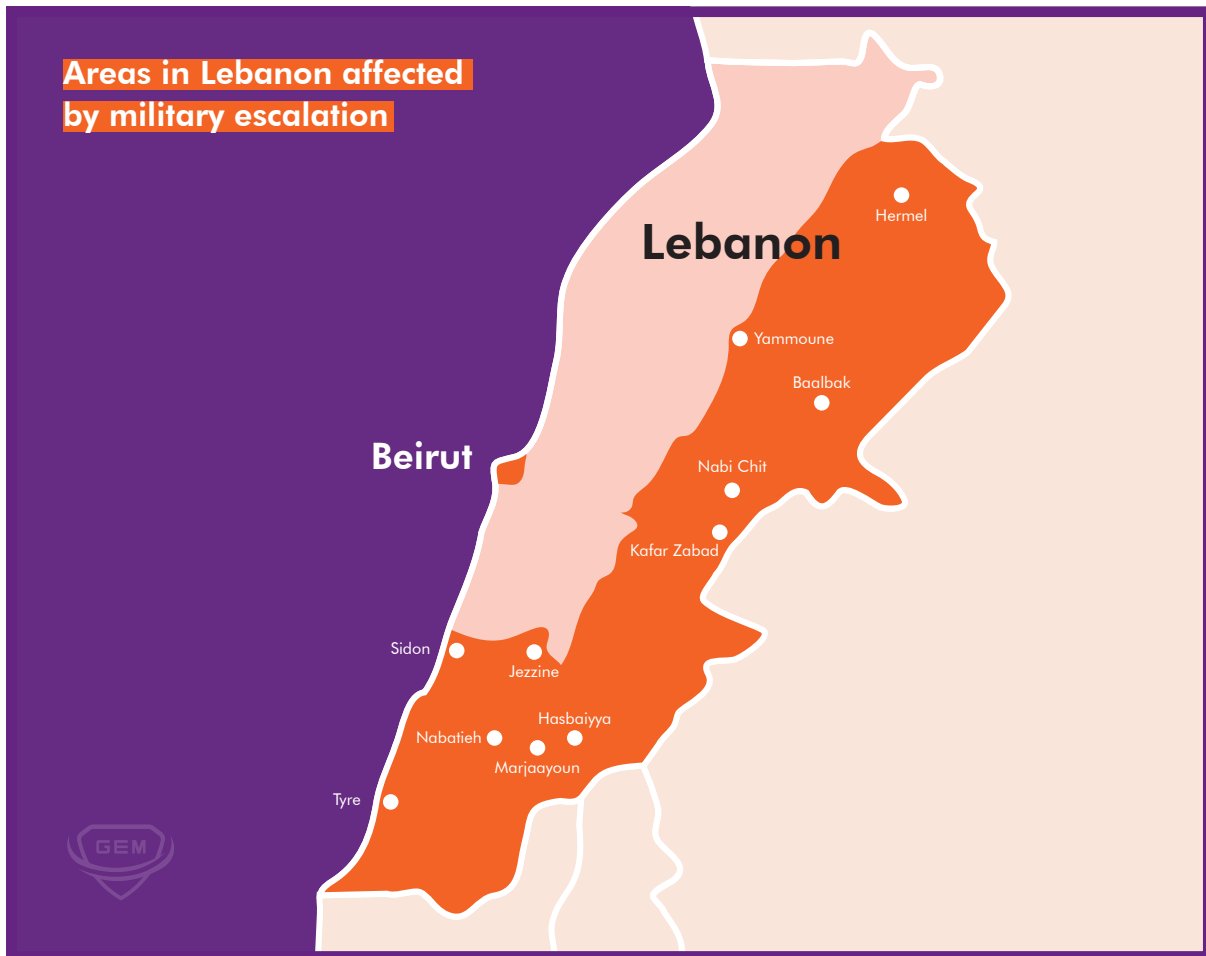 Areas in Lebanon affected
by military escalation
Hermel
Lebanon
Yammoune
Baalbak
Beirut
Nabi Chit
Kafar Zabad
Sidon
Jezzine
Hasbaiyya
Nabatieh
Marjaayoun
Tyre
GEM